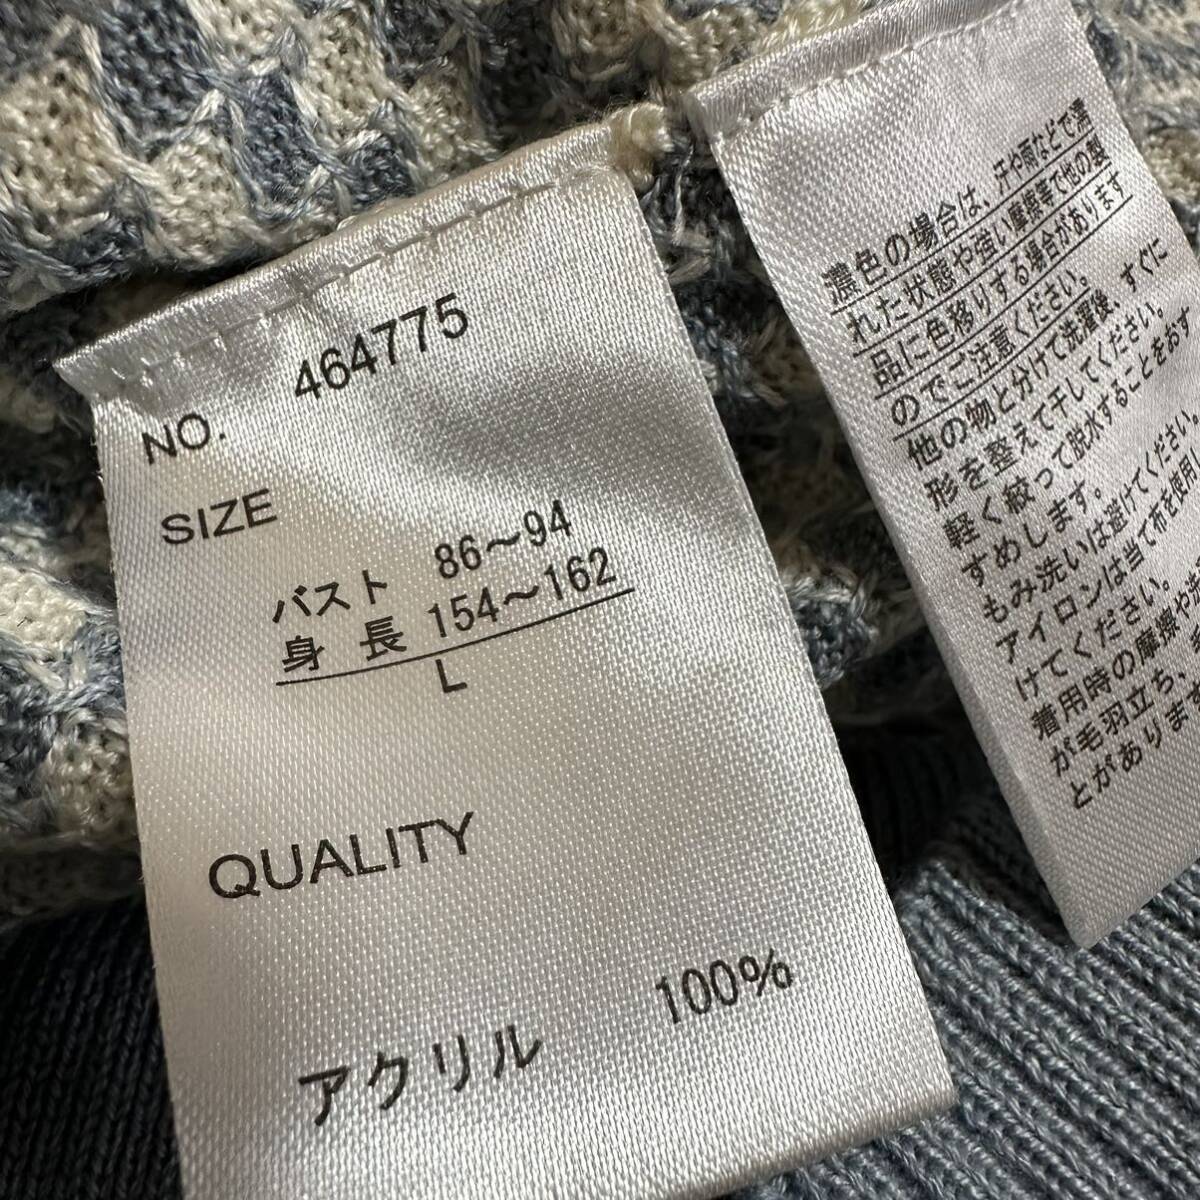 NO. 464775
SIZE
バスト 86～94
身 長 154～162
L
QUALITY
アクリル 100%
濃色の場合は、汗や雨などで濡
れた状態や強い摩擦等で他の製
品に色移りする場合があります
のでご注意ください。
他の物と分けて洗濯後、すぐに
形を整えて干してください。
軽く絞って脱水することをおす
すめします。
もみ洗いは避けてください。
アイロンは当て布を使用し
けてください。
着用時の摩擦や
が毛羽立ち、
とがあります